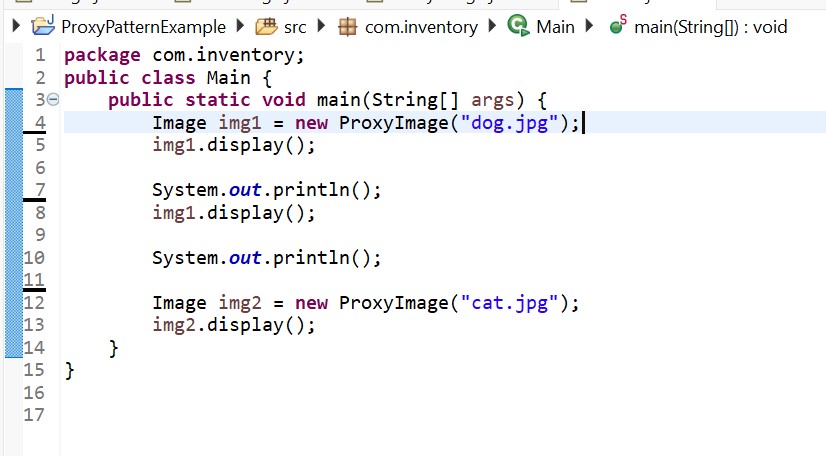 ProxyPatternExample src com.inventory Main main(String[]) : void
1 package com.inventory;
2 public class Main {
3 public static void main(String[] args) {
4 Image img1 = new ProxyImage("dog.jpg");
5 img1.display();
6
7 System.out.println();
8 img1.display();
9
10 System.out.println();
11
12 Image img2 = new ProxyImage("cat.jpg");
13 img2.display();
14 }
15 }
16
17